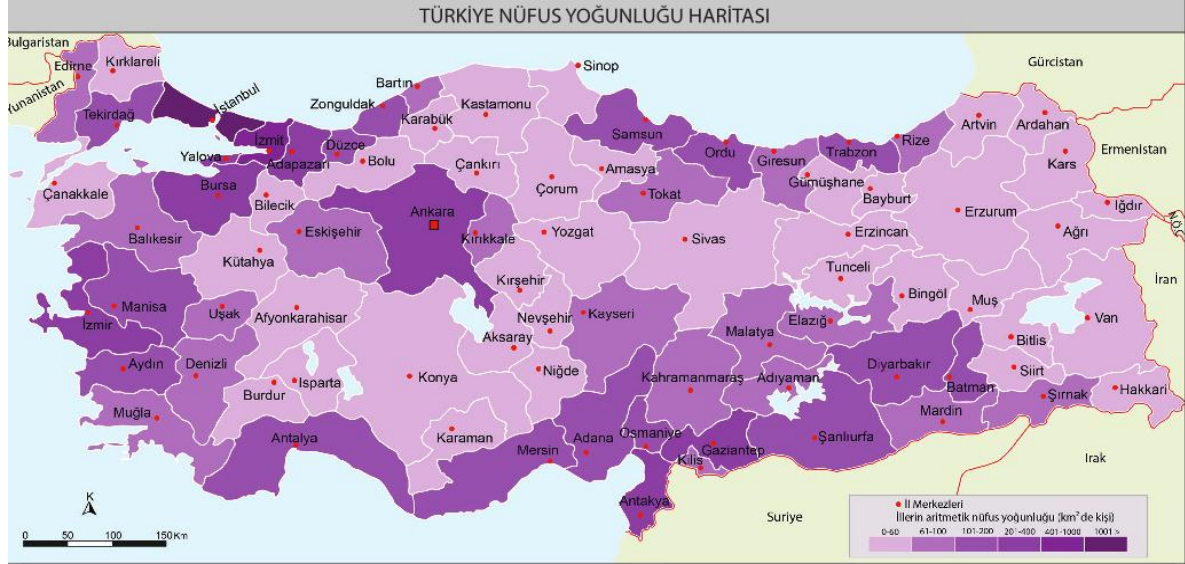 TÜRKİYE NÜFUS YOĞUNLUĞU HARİTASI
Bulgaristan
Yunanistan
Gürcistan
Ermenistan
NÖC.
İran
Irak
Suriye
Edirne
Kırklareli
Tekirdağ
İstanbul
Yalova
İzmit
Adapazarı
Düzce
Bolu
Zonguldak
Bartın
Karabük
Kastamonu
Sinop
Çankırı
Çorum
Samsun
Amasya
Ordu
Tokat
Giresun
Gümüşhane
Trabzon
Rize
Bayburt
Artvin
Ardahan
Kars
Iğdır
Çanakkale
Bursa
Bilecik
Balıkesir
Kütahya
Eskişehir
Ankara
Kırıkkale
Yozgat
Sivas
Erzincan
Erzurum
Ağrı
Kırşehir
Tunceli
Bingöl
Muş
Van
Manisa
İzmir
Uşak
Afyonkarahisar
Aksaray
Nevşehir
Kayseri
Malatya
Elazığ
Bitlis
Siirt
Hakkari
Aydın
Denizli
Burdur
Isparta
Konya
Niğde
Kahramanmaraş
Adıyaman
Diyarbakır
Batman
Mardin
Şırnak
Muğla
Antalya
Karaman
Mersin
Adana
Osmaniye
Gaziantep
Kilis
Şanlıurfa
Antakya
K
0 50 100 150 Km
İl Merkezleri
İllerin aritmetik nüfus yoğunluğu (km² de kişi)
0-60 61-100 101-200 201-400 401-1000 1001 >